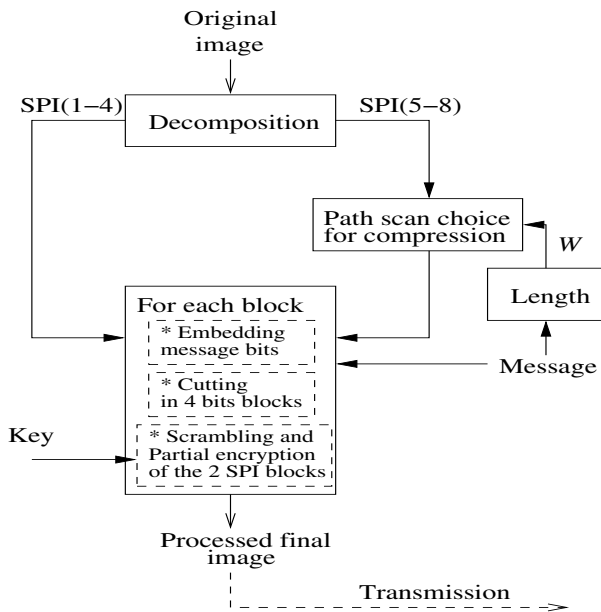 Original
image
SPI(1−4)
SPI(5−8)
Decomposition
Path scan choice
for compression
W
Length
For each block
* Embedding
message bits
Message
* Cutting
in 4 bits blocks
Key
* Scrambling and
Partial encryption
of the 2 SPI blocks
Processed final
image
Transmission